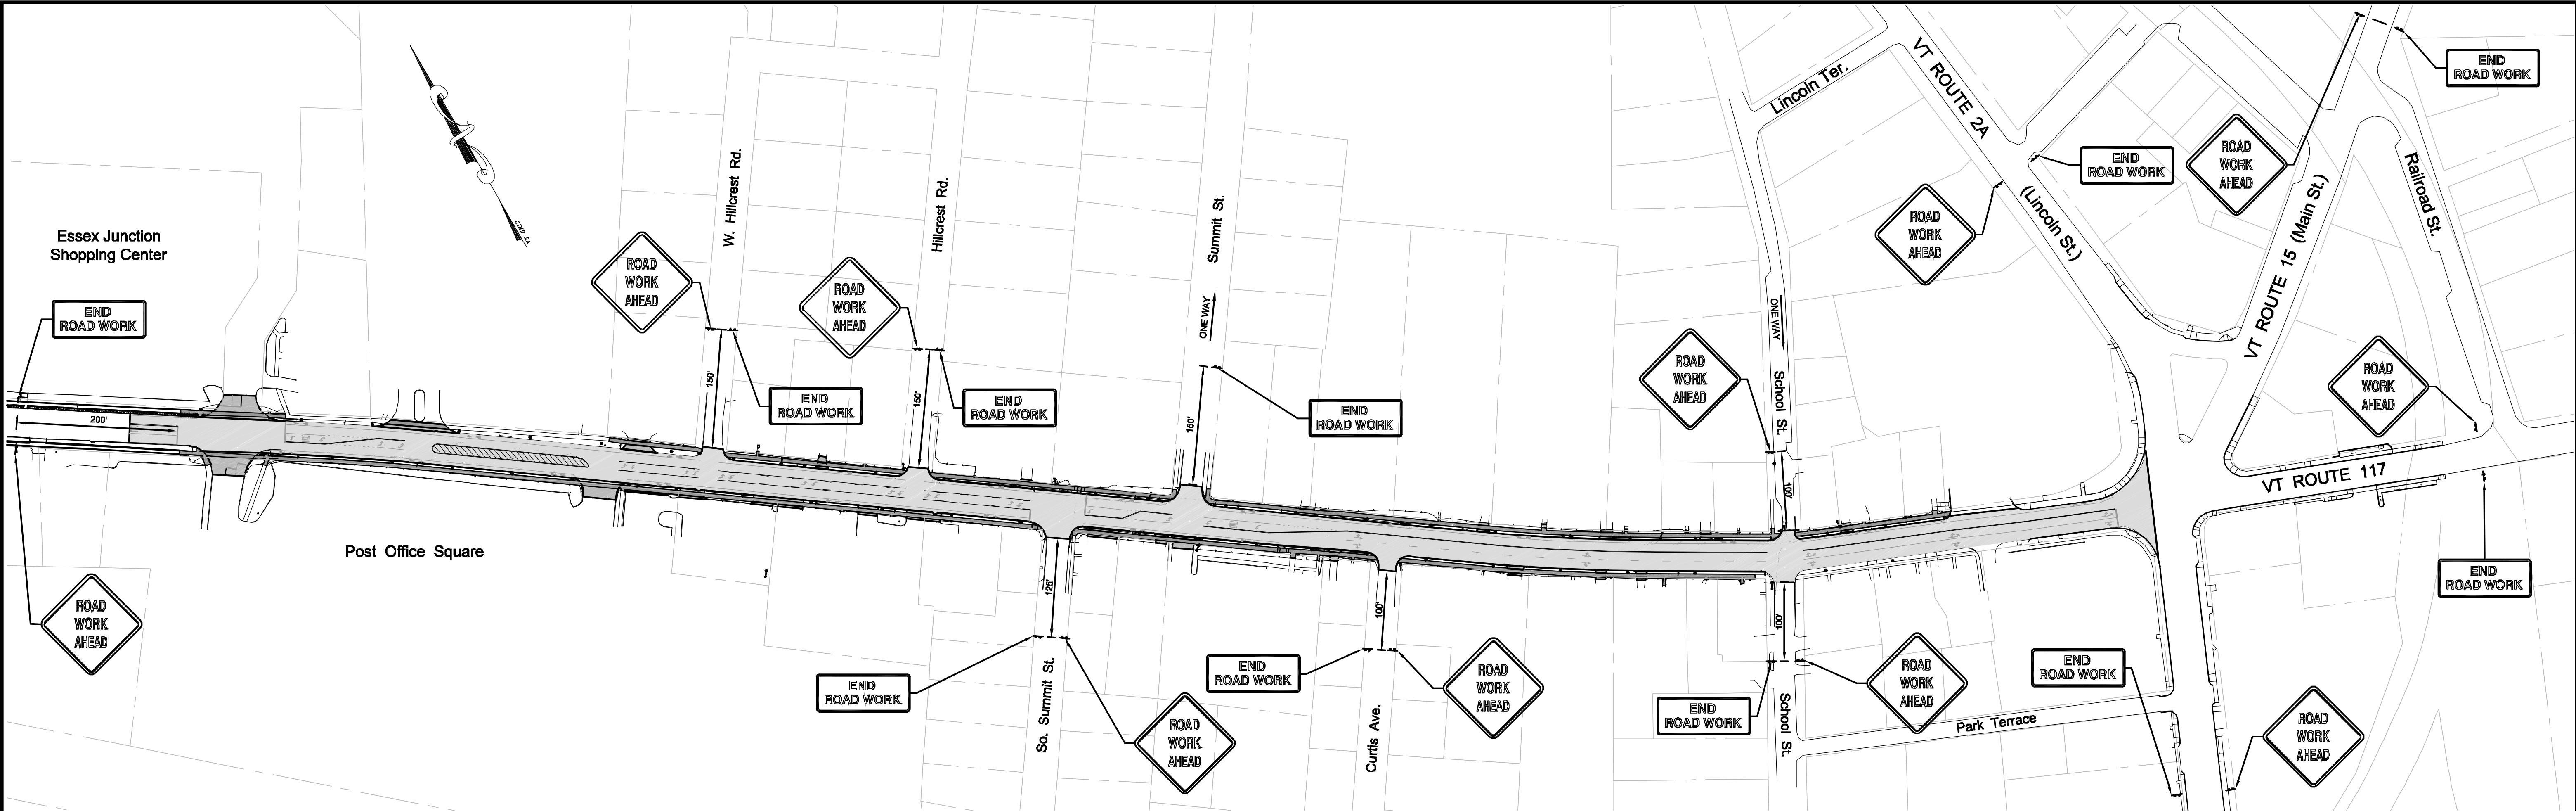 Essex Junction
Shopping Center
END
ROAD WORK
200'
ROAD
WORK
AHEAD
Post Office Square
VT GRID
ROAD
WORK
AHEAD
W. Hillcrest Rd.
150'
END
ROAD WORK
ROAD
WORK
AHEAD
Hillcrest Rd.
150'
END
ROAD WORK
Summit St.
ONE WAY
150'
END
ROAD WORK
END
ROAD WORK
125'
So. Summit St.
ROAD
WORK
AHEAD
END
ROAD WORK
100'
Curtis Ave.
ROAD
WORK
AHEAD
Lincoln Ter.
ONE WAY
School St.
ROAD
WORK
AHEAD
100'
100'
END
ROAD WORK
School St.
ROAD
WORK
AHEAD
Park Terrace
VT ROUTE 2A
(Lincoln St.)
ROAD
WORK
AHEAD
END
ROAD WORK
ROAD
WORK
AHEAD
END
ROAD WORK
VT ROUTE 15 (Main St.)
Railroad St.
ROAD
WORK
AHEAD
VT ROUTE 117
END
ROAD WORK
END
ROAD WORK
ROAD
WORK
AHEAD